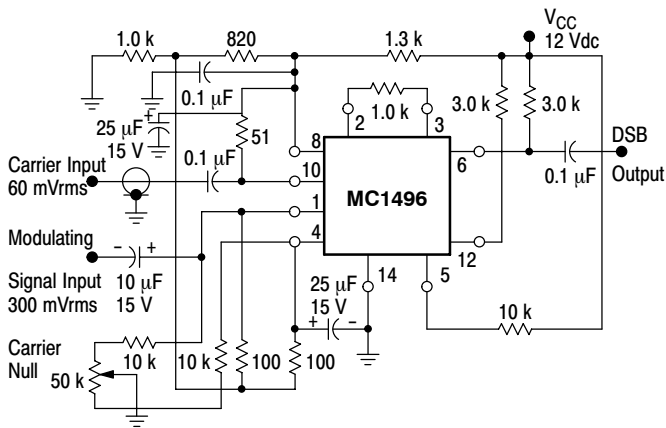 1.0 k
820
1.3 k
VCC
12 Vdc
0.1 µF
1.0 k
3.0 k
3.0 k
25 µF
15 V
+
51
2
3
DSB
Carrier Input
60 mVrms
0.1 µF
8
10
6
0.1 µF
Output
MC1496
Modulating
- +
1
4
12
Signal Input
300 mVrms
10 µF
15 V
25 µF
15 V
+ -
14
5
10 k
Carrier
Null
50 k
10 k
10 k
100
100